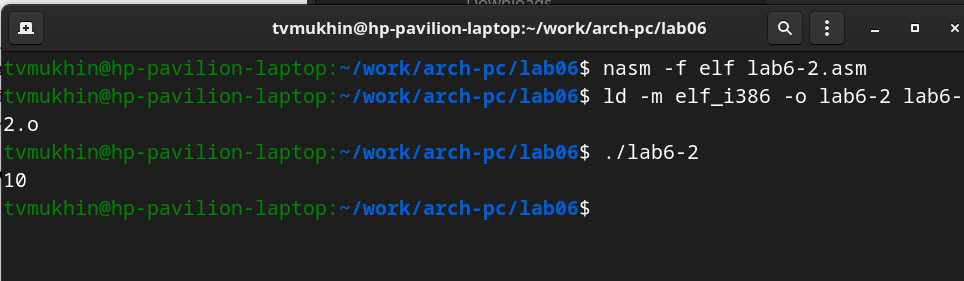 Downloads
tvmukhin@hp-pavilion-laptop:~/work/arch-pc/lab06
tvmukhin@hp-pavilion-laptop:~/work/arch-pc/lab06$ nasm -f elf lab6-2.asm
tvmukhin@hp-pavilion-laptop:~/work/arch-pc/lab06$ ld -m elf_i386 -o lab6-2 lab6-
2.o
tvmukhin@hp-pavilion-laptop:~/work/arch-pc/lab06$ ./lab6-2
10
tvmukhin@hp-pavilion-laptop:~/work/arch-pc/lab06$